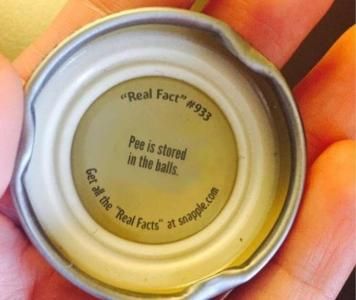 "Real Fact" #933
Pee is stored
in the balls.
Get all the "Real Facts" at snapple.com